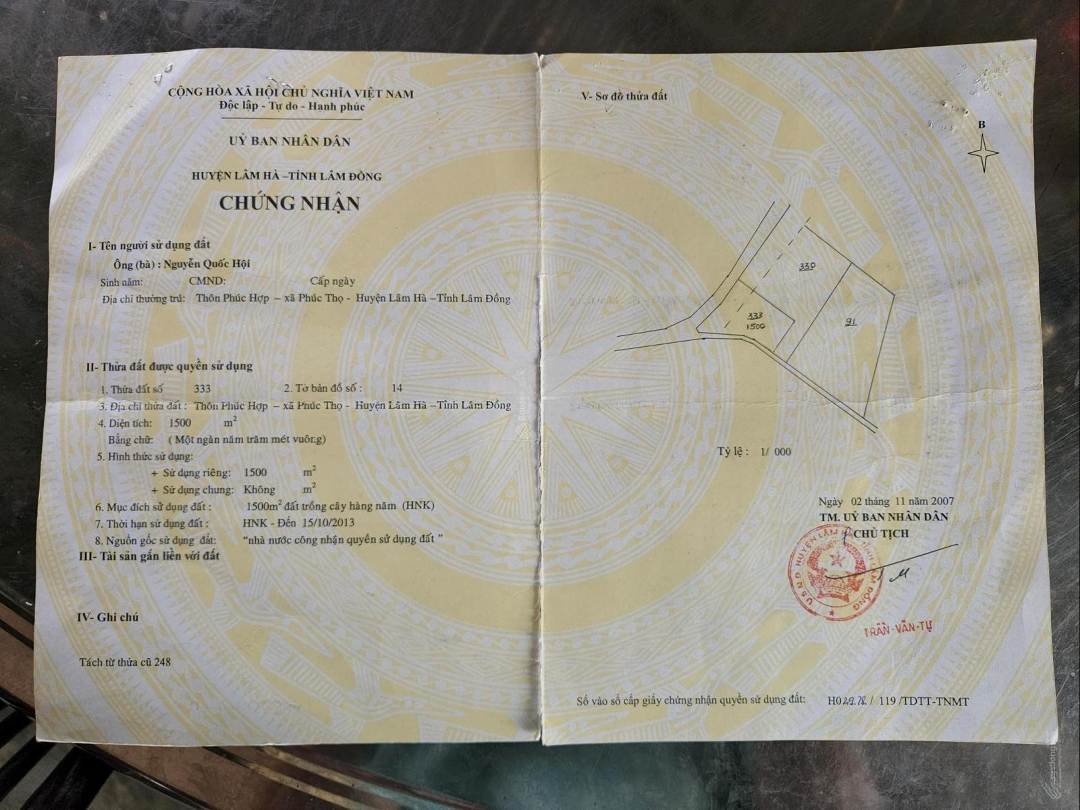 CỘNG HÒA XÃ HỘI CHỦ NGHĨA VIỆT NAM
Độc lập - Tự do - Hạnh phúc
UỶ BAN NHÂN DÂN
HUYỆN LÂM HÀ –TỈNH LÂM ĐỒNG
CHỨNG NHẬN
I- Tên người sử dụng đất
Ông (bà) : Nguyễn Quốc Hội
Sinh năm: CMND: Cấp ngày
Địa chỉ thường trú: Thôn Phúc Hợp – xã Phúc Thọ - Huyện Lâm Hà –Tỉnh Lâm Đồng
II- Thửa đất được quyền sử dụng
1. Thửa đất số 333 2. Tờ bản đồ số : 14
3. Địa chỉ thửa đất : Thôn Phúc Hợp – xã Phúc Thọ - Huyện Lâm Hà –Tỉnh Lâm Đồng
4. Diện tích: 1500 m²
Bằng chữ: ( Một ngàn năm trăm mét vuông)
5. Hình thức sử dụng:
+ Sử dụng riêng: 1500 m²
+ Sử dụng chung: Không m²
6. Mục đích sử dụng đất : 1500m² đất trồng cây hàng năm (HNK)
7. Thời hạn sử dụng đất : HNK - Đến 15/10/2013
8. Nguồn gốc sử dụng đất: “nhà nước công nhận quyền sử dụng đất ”
III- Tài sản gắn liền với đất
IV- Ghi chú
Tách từ thửa cũ 248
V- Sơ đồ thửa đất
B
330
91
333
1500
Tỷ lệ : 1/ 000
Ngày 02 tháng 11 năm 2007
TM. UỶ BAN NHÂN DÂN
CHỦ TỊCH
TRẦN-VĂN-TỰ
Số vào sổ cấp giấy chứng nhận quyền sử dụng đất: / 119 /TDTT-TNMT